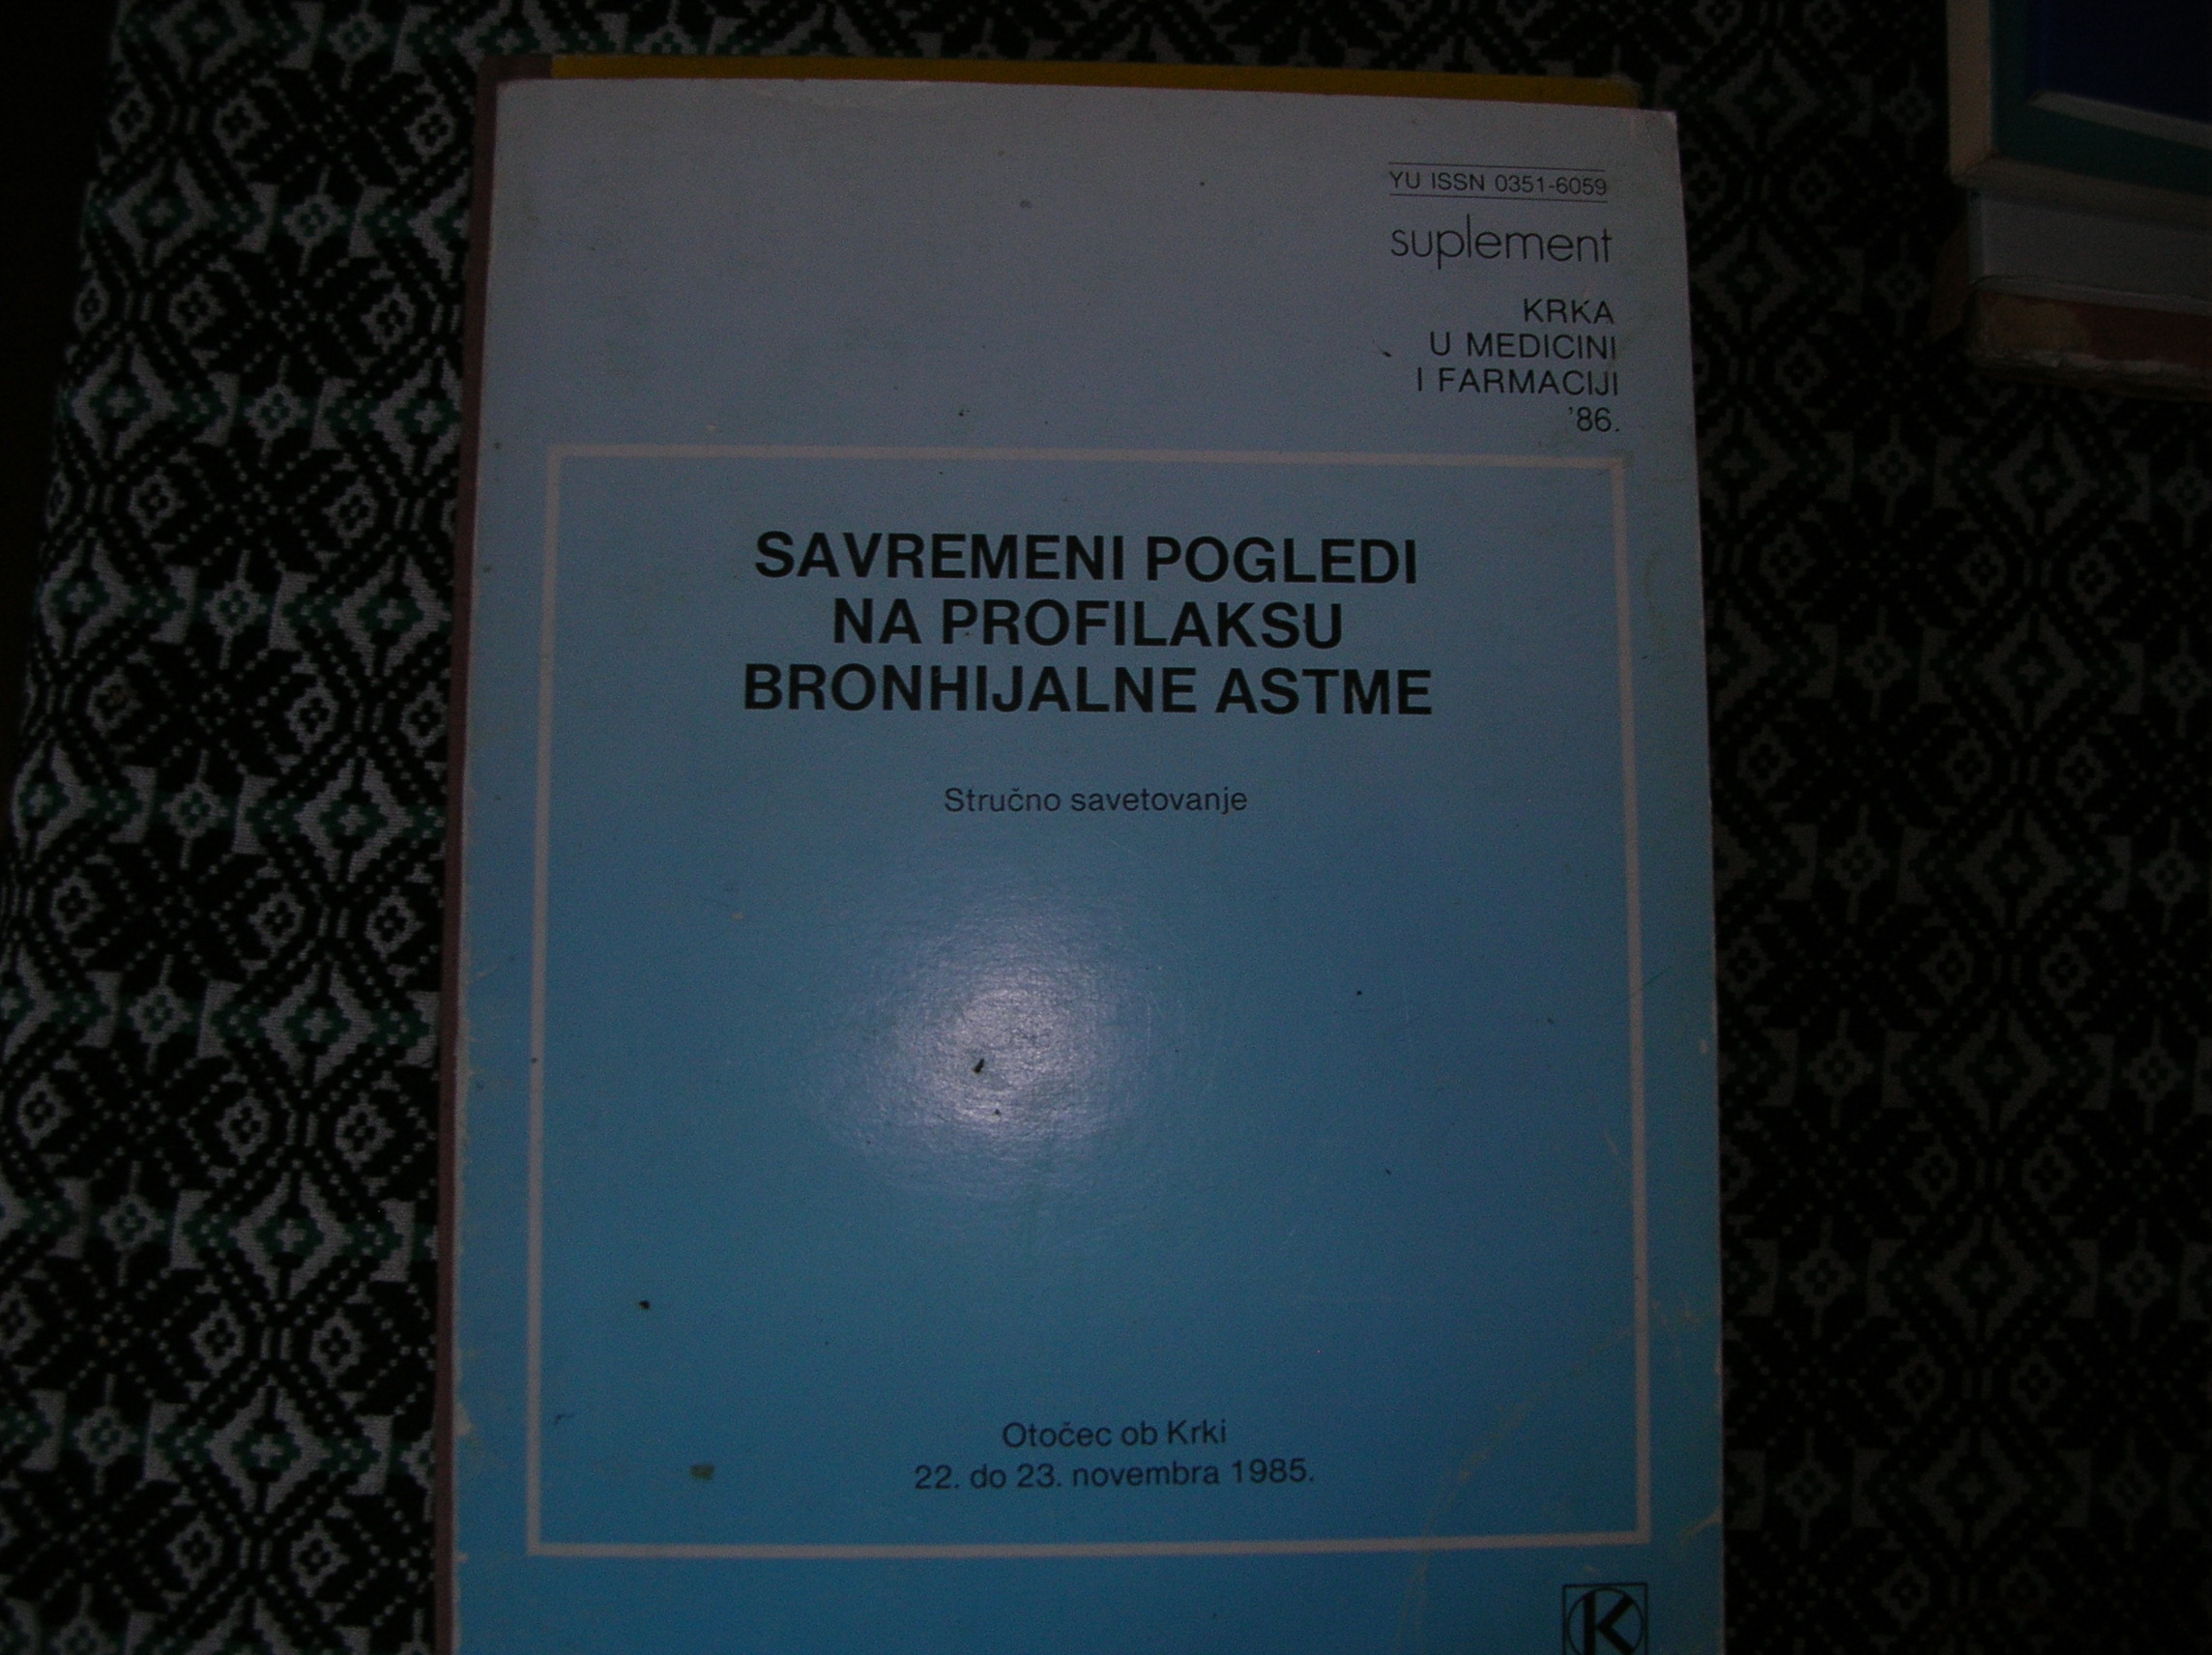 YU ISSN 0351-6059
suplement
KRKA
U MEDICINI
I FARMACIJI
'86.
SAVREMENI POGLEDI
NA PROFILAKSU
BRONHIJALNE ASTME
Stručno savetovanje
Otočec ob Krki
22. do 23. novembra 1985.
K